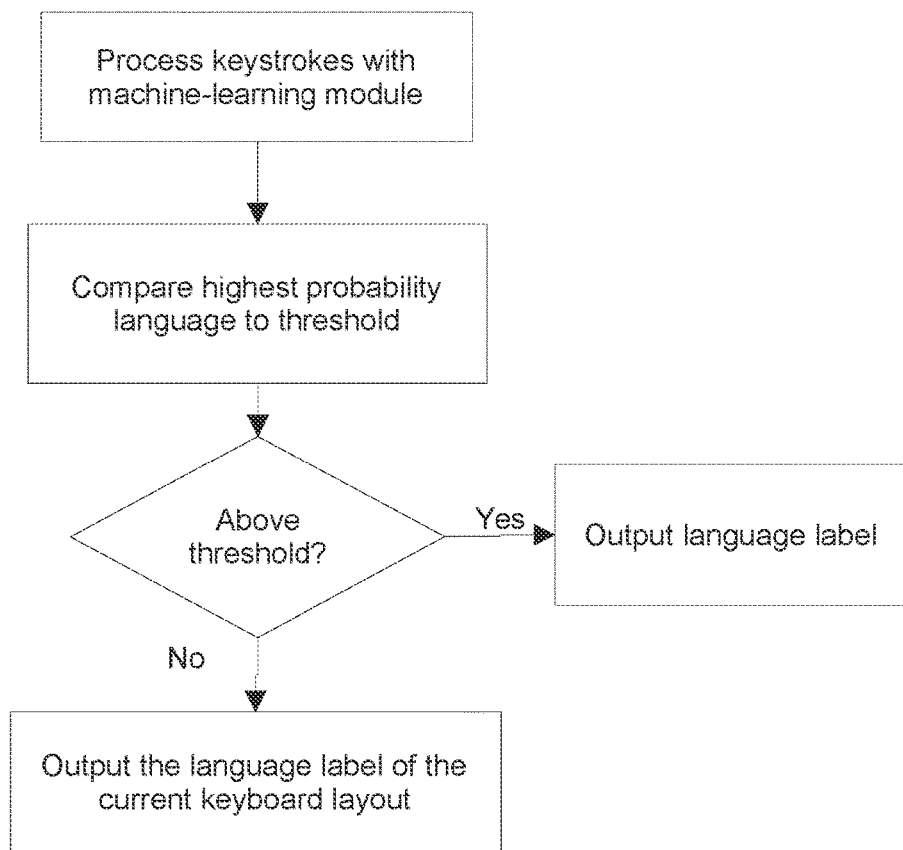 Process keystrokes with
machine-learning module
Compare highest probability
language to threshold
Above
threshold?
Yes
Output language label
No
Output the language label of the
current keyboard layout